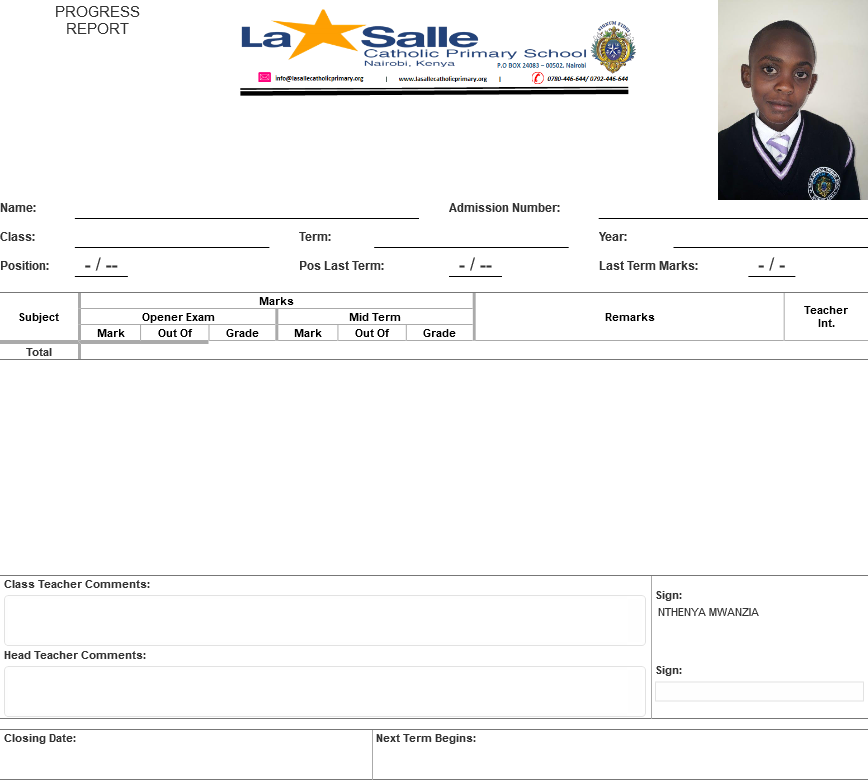 PROGRESS
REPORT
La Salle
Catholic Primary School
Nairobi, Kenya
P.O BOX 24083 – 00502, Nairobi
info@lasallecatholicprimary.org | www.lasallecatholicprimary.org | 0780-446-644/ 0792-446-644
Name: Admission Number:
Class: Term: Year:
Position: - / -- Pos Last Term: - / -- Last Term Marks: - / -
Marks
Subject Opener Exam Mid Term Remarks Teacher Int.
Mark Out Of Grade Mark Out Of Grade
Total
Class Teacher Comments:
Sign:
NTHENYA MWANZIA
Head Teacher Comments:
Sign:
Closing Date: Next Term Begins: